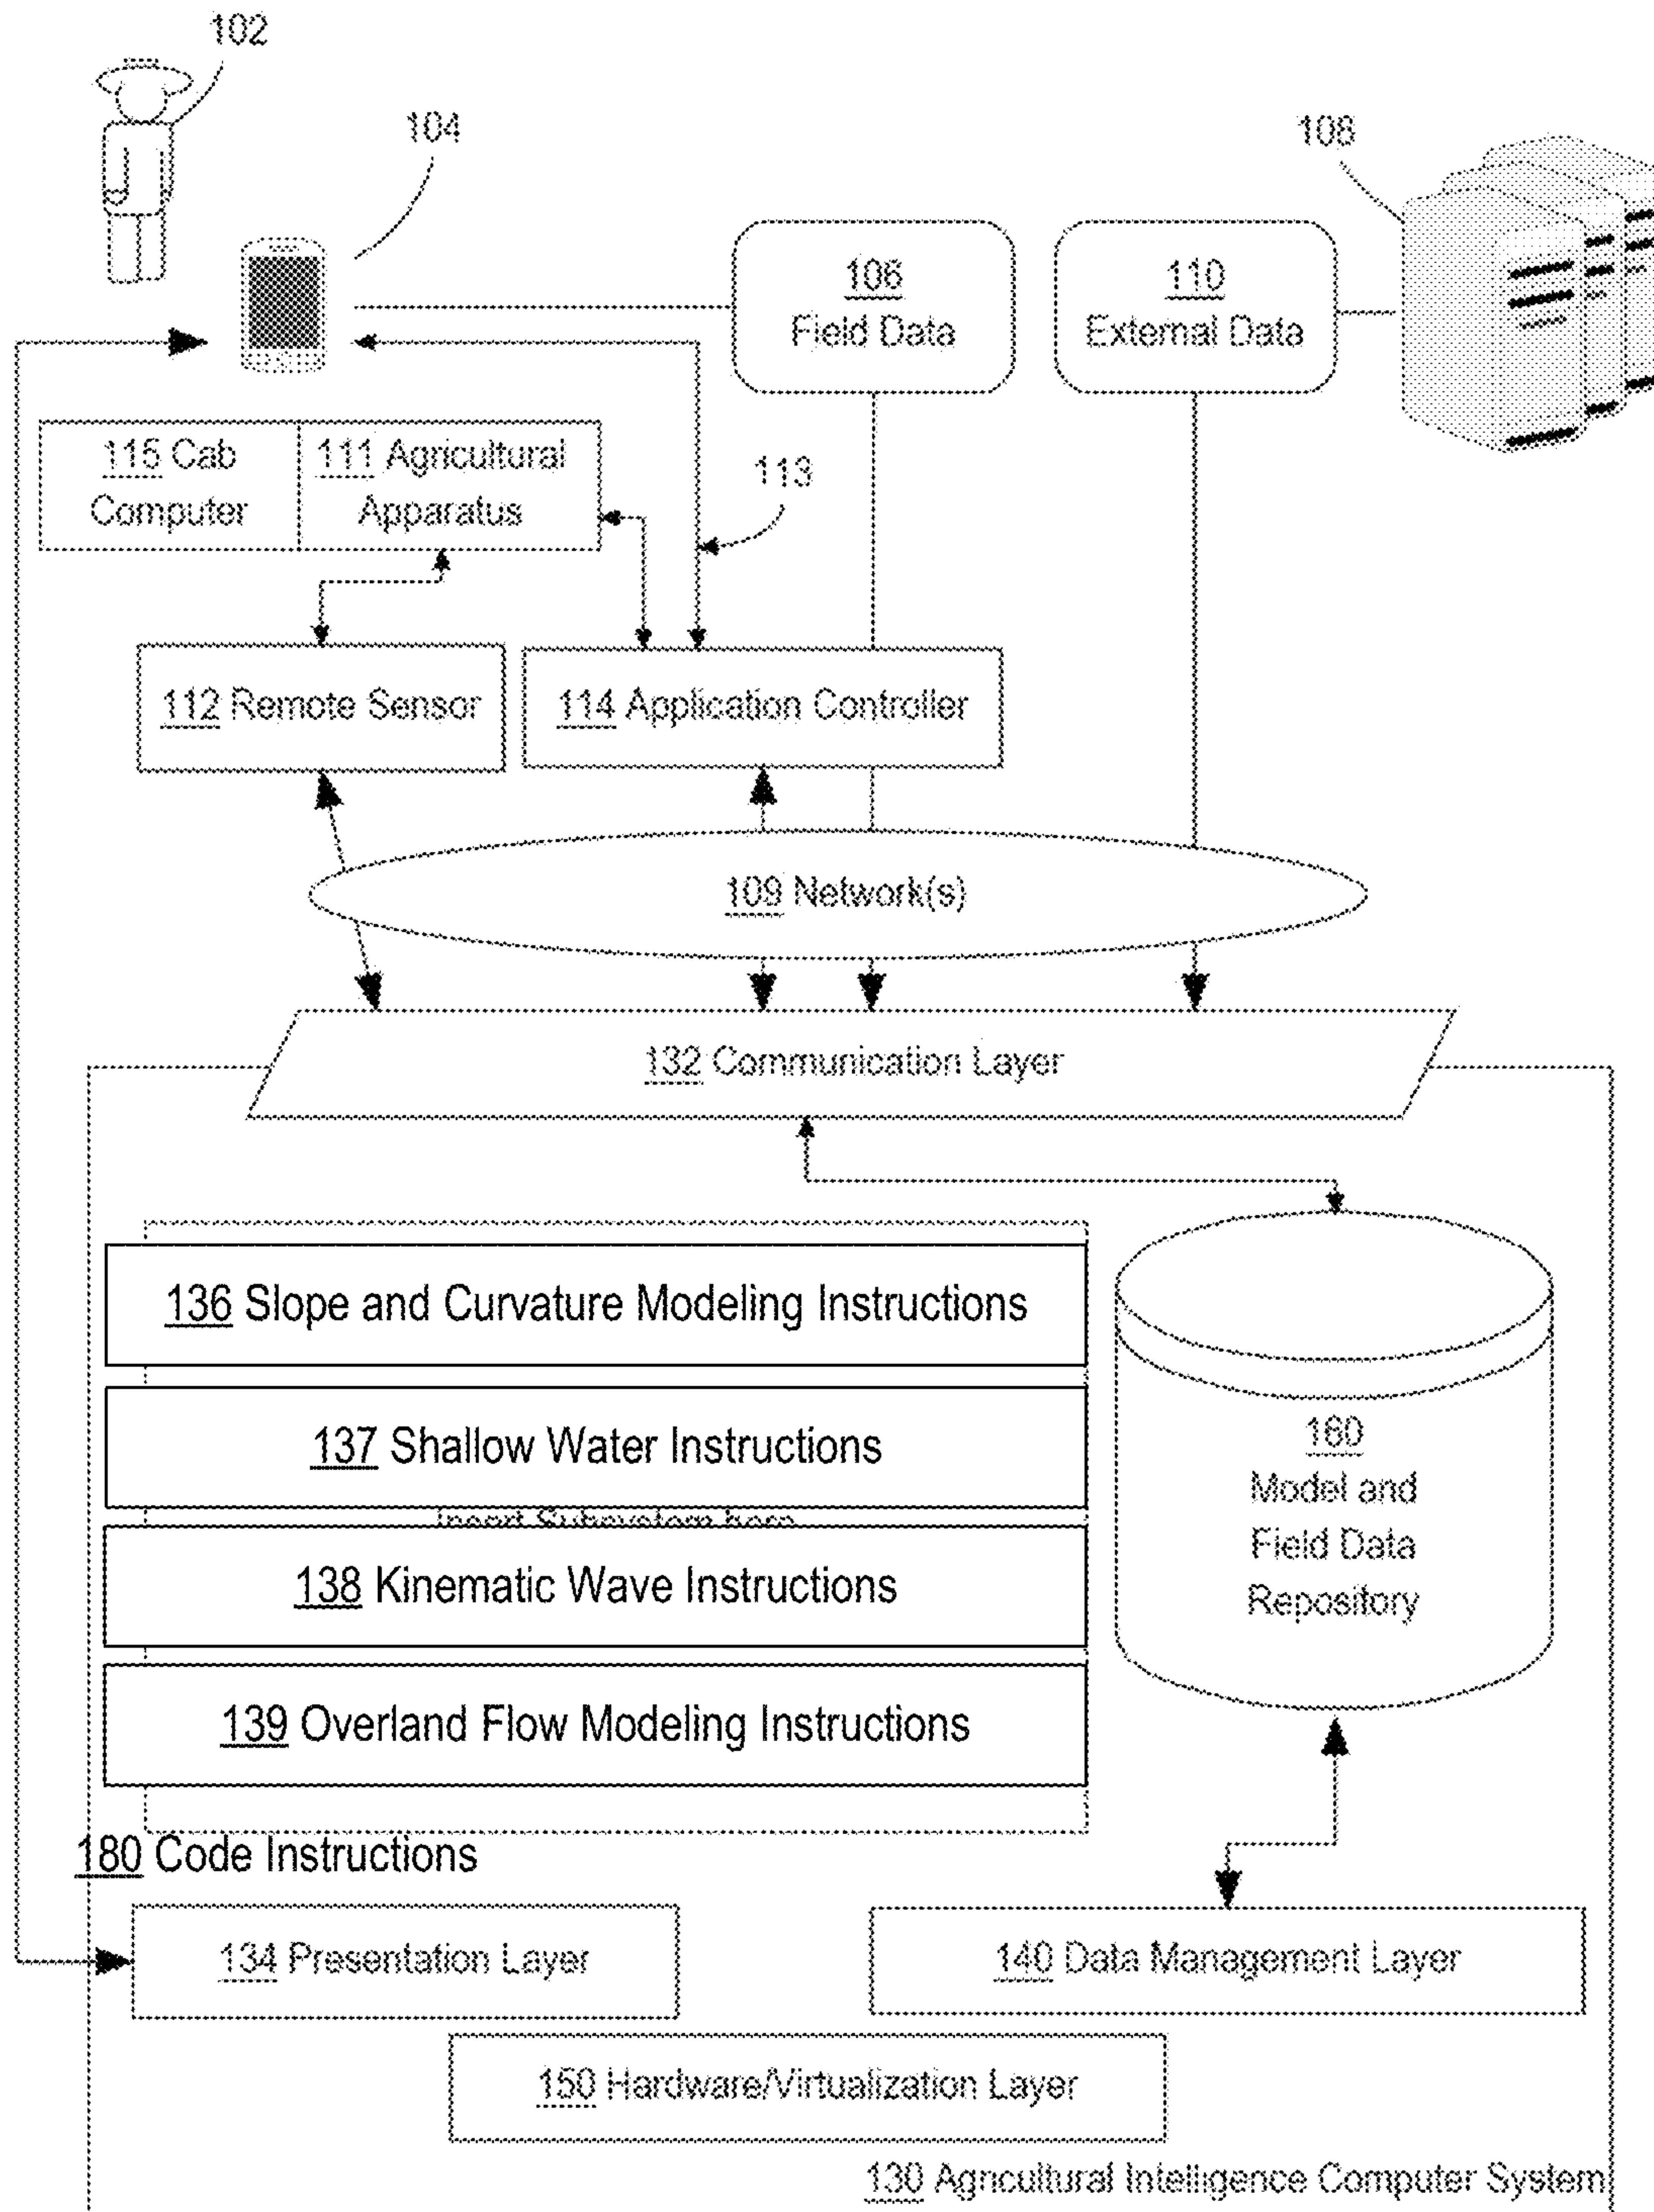 102
104
108
106
Field Data
110
External Data
115 Cab
Computer
111 Agricultural
Apparatus
113
112 Remote Sensor
114 Application Controller
109 Network(s)
132 Communication Layer
136 Slope and Curvature Modeling Instructions
137 Shallow Water Instructions
Insert Subsystem here
138 Kinematic Wave Instructions
139 Overland Flow Modeling Instructions
160
Model and
Field Data
Repository
180 Code Instructions
134 Presentation Layer
140 Data Management Layer
150 Hardware/Virtualization Layer
130 Agricultural Intelligence Computer System